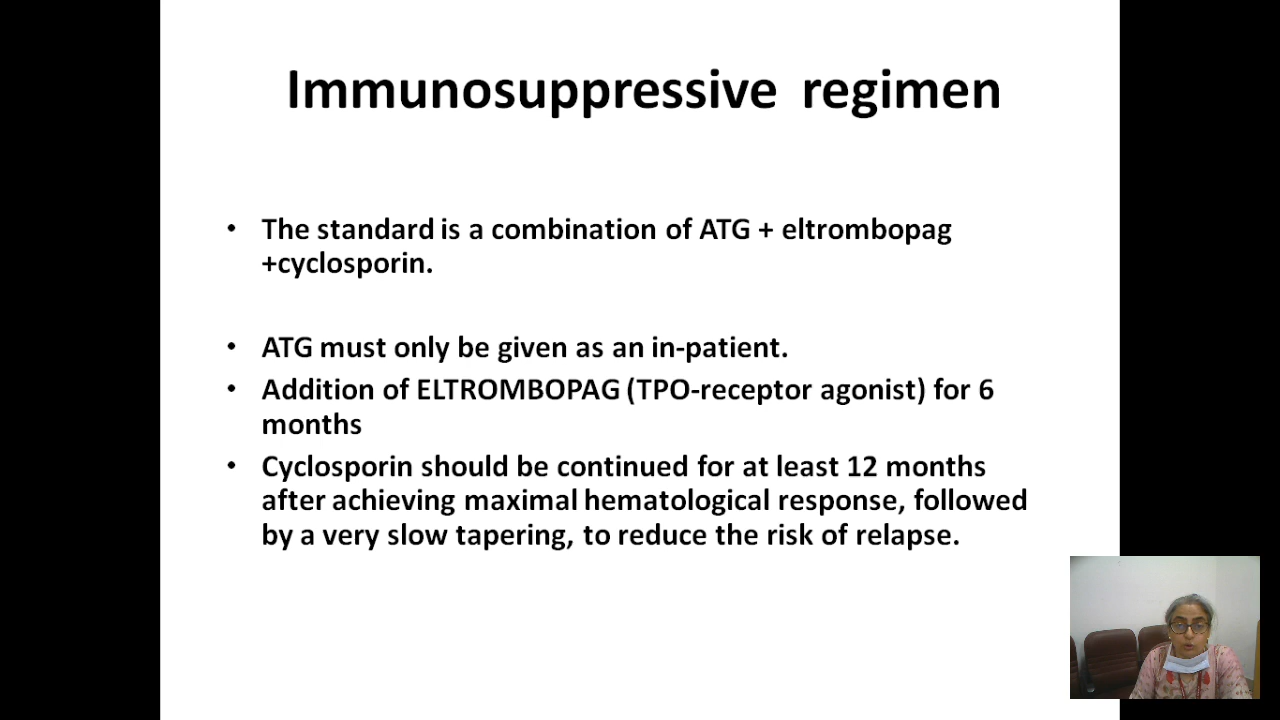 Immunosuppressive regimen
• The standard is a combination of ATG + eltrombopag
+cyclosporin.
• ATG must only be given as an in-patient.
• Addition of ELTROMBOPAG (TPO-receptor agonist) for 6
months
• Cyclosporin should be continued for at least 12 months
after achieving maximal hematological response, followed
by a very slow tapering, to reduce the risk of relapse.